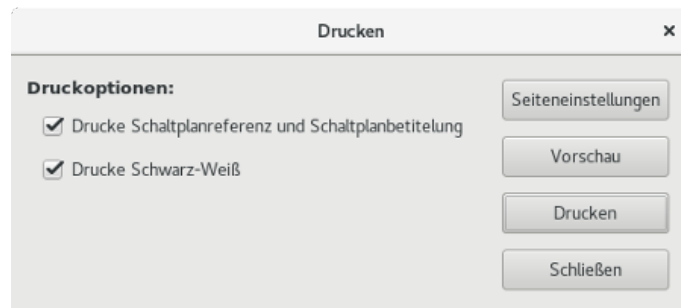 Drucken
Druckoptionen:
Drucke Schaltplanreferenz und Schaltplanbetitelung
Drucke Schwarz-Weiß
Seiteneinstellungen
Vorschau
Drucken
Schließen